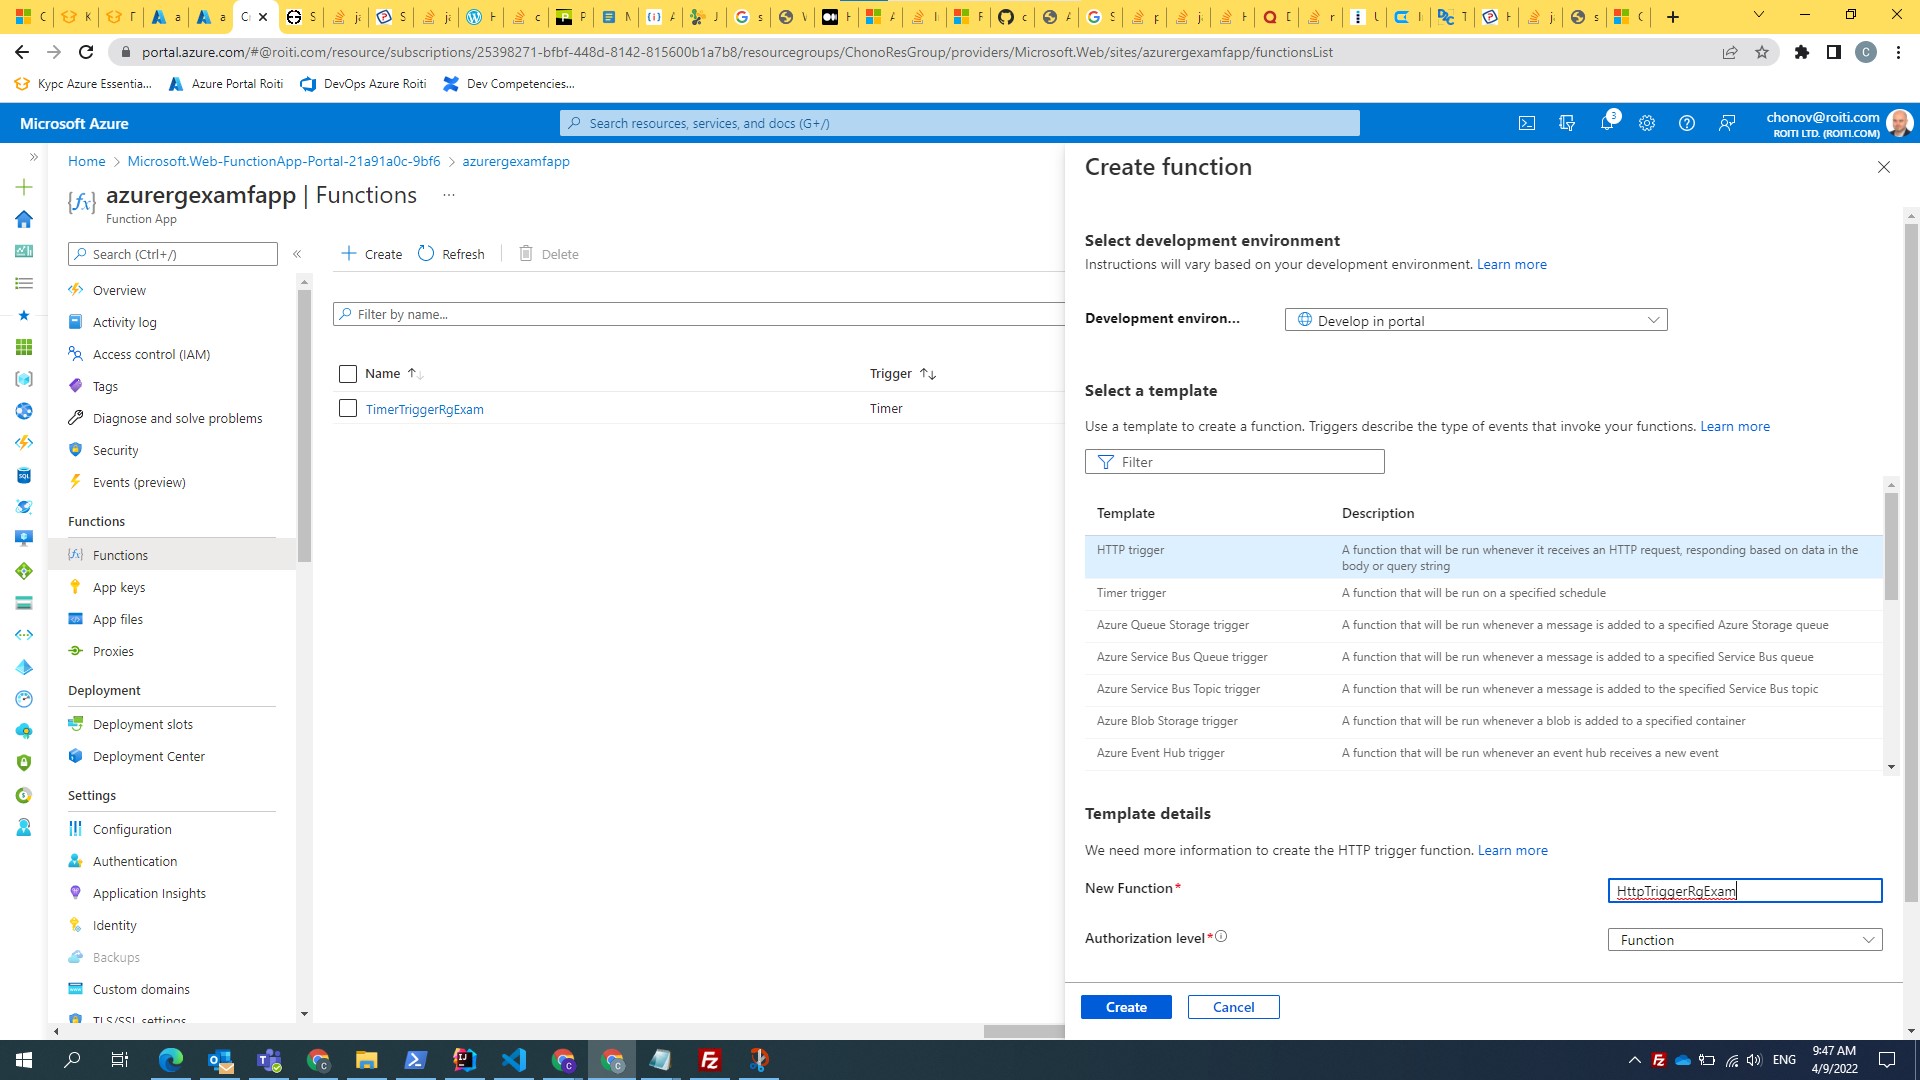 portal.azure.com/#@roiti.com/resource/subscriptions/25398271-bfbf-448d-8142-815600b1a7b8/resourcegroups/ChonoResGroup/providers/Microsoft.Web/sites/azurergexamfapp/functionsList
Курс Azure Essentia...
Azure Portal Roiti
DevOps Azure Roiti
Dev Competencies...
Microsoft Azure
Search resources, services, and docs (G+/)
3
chonov@roiti.com
ROITI LTD. (ROITI.COM)
Home > Microsoft.Web-FunctionApp-Portal-21a91a0c-9bf6 > azurergexamfapp
azurergexamfapp | Functions ...
Function App
Search (Ctrl+/)
Overview
Activity log
Access control (IAM)
Tags
Diagnose and solve problems
Security
Events (preview)
Functions
Functions
App keys
App files
Proxies
Deployment
Deployment slots
Deployment Center
Settings
Configuration
Authentication
Application Insights
Identity
Backups
Custom domains
TLS/SSL settings
Create
Refresh
Delete
Filter by name...
Name
Trigger
TimerTriggerRgExam
Timer
Create function
Select development environment
Instructions will vary based on your development environment. Learn more
Development environ...
Develop in portal
Select a template
Use a template to create a function. Triggers describe the type of events that invoke your functions. Learn more
Filter
Template
Description
HTTP trigger
A function that will be run whenever it receives an HTTP request, responding based on data in the
body or query string
Timer trigger
A function that will be run on a specified schedule
Azure Queue Storage trigger
A function that will be run whenever a message is added to a specified Azure Storage queue
Azure Service Bus Queue trigger
A function that will be run whenever a message is added to a specified Service Bus queue
Azure Service Bus Topic trigger
A function that will be run whenever a message is added to the specified Service Bus topic
Azure Blob Storage trigger
A function that will be run whenever a blob is added to a specified container
Azure Event Hub trigger
A function that will be run whenever an event hub receives a new event
Template details
We need more information to create the HTTP trigger function. Learn more
New Function*
HttpTriggerRgExam
Authorization level*
Function
Create
Cancel
ENG
9:47 AM
4/9/2022